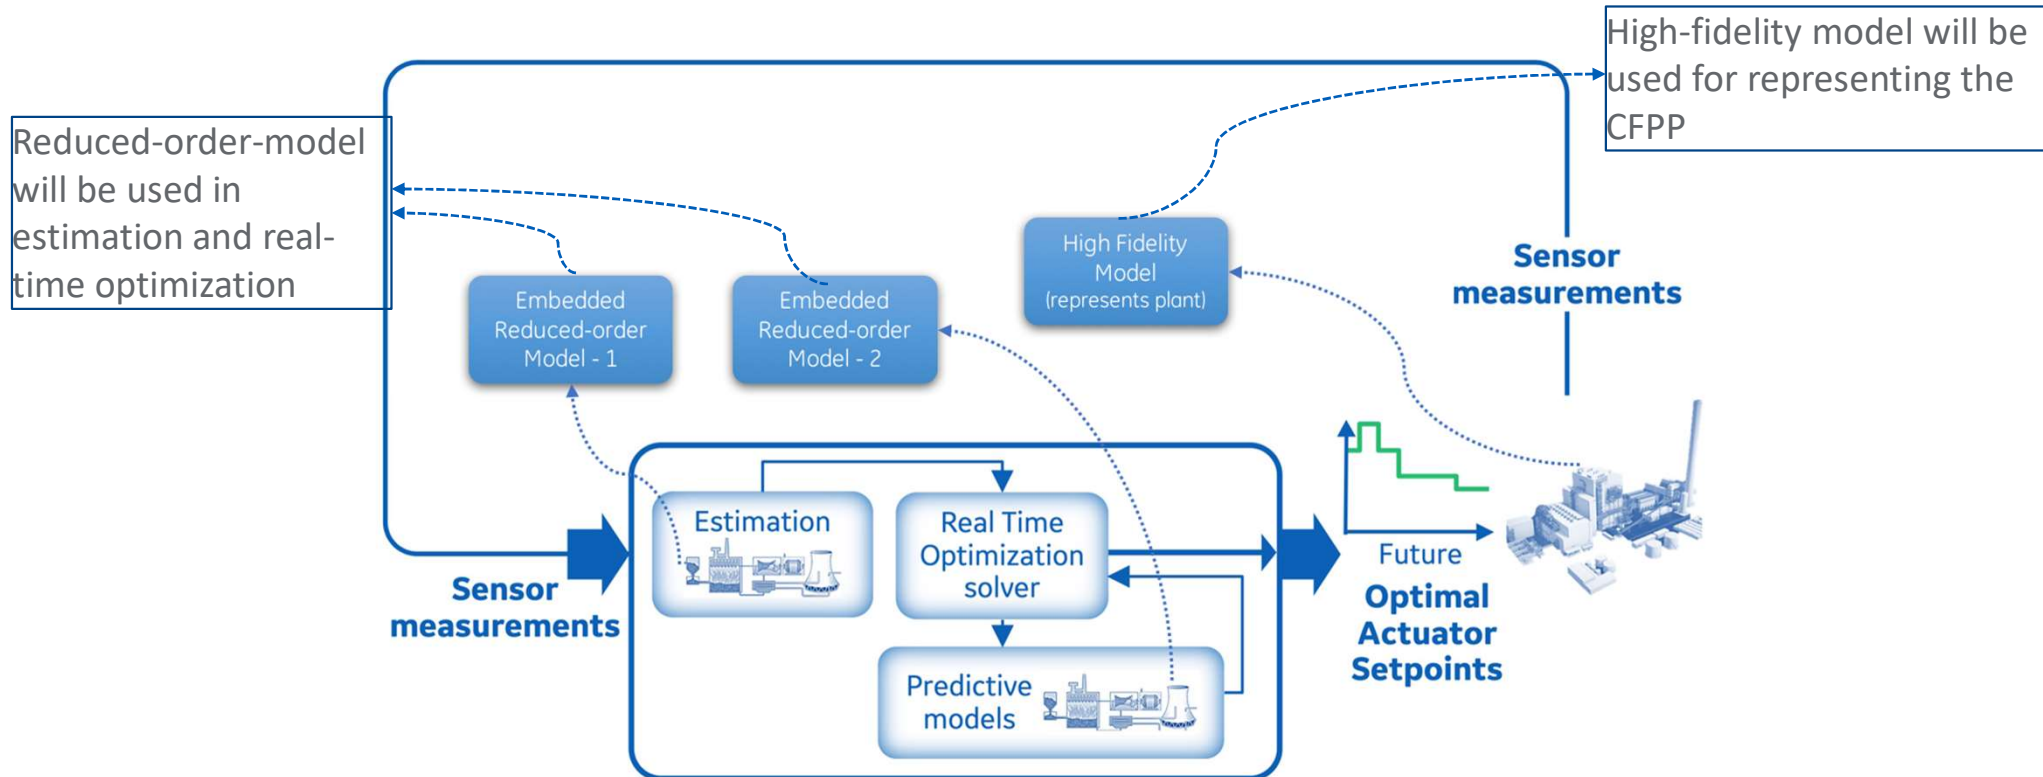 High-fidelity model will be
used for representing the
CFPP
Reduced-order-model
will be used in
estimation and real-
time optimization
High Fidelity
Model
(represents plant)
Sensor
measurements
Embedded
Reduced-order
Model - 1
Embedded
Reduced-order
Model - 2
Estimation
Real Time
Optimization
solver
Predictive
models
Sensor
measurements
Future
Optimal
Actuator
Setpoints